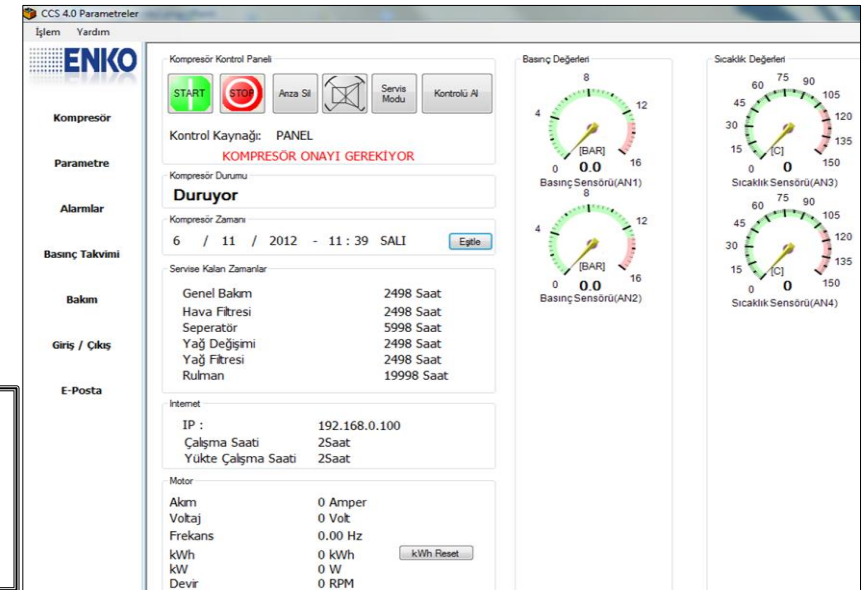 CCS 4.0 Parametreler
İşlem Yardım
ENKO
Kompresör
Parametre
Alarmlar
Basınç Takvimi
Bakım
Giriş / Çıkış
E-Posta
Kompresör Kontrol Paneli
START
STOP
Arıza Sil
Servis
Modu
Kontrolü Al
Kontrol Kaynağı: PANEL
KOMPRESÖR ONAYI GEREKİYOR
Kompresör Durumu
Duruyor
Kompresör Zamanı
6 / 11 / 2012 - 11 : 39 SALI Eşitle
Servise Kalan Zamanlar
Genel Bakım 2498 Saat
Hava Filtresi 2498 Saat
Seperatör 5998 Saat
Yağ Değişimi 2498 Saat
Yağ Filtresi 2498 Saat
Rulman 19998 Saat
Internet
IP : 192.168.0.100
Çalışma Saati 2Saat
Yükte Çalışma Saati 2Saat
Motor
Akım 0 Amper
Voltaj 0 Volt
Frekans 0.00 Hz
kWh 0 kWh kWh Reset
kW 0 W
Devir 0 RPM
Basınç Değerleri
0 4 8 12 16
[BAR]
0.0
Basınç Sensörü(AN1)
0 4 8 12 16
[BAR]
0.0
Basınç Sensörü(AN2)
Sıcaklık Değerleri
0 15 30 45 60 75 90 105 120 135 150
[C]
0
Sıcaklık Sensörü(AN3)
0 15 30 45 60 75 90 105 120 135 150
[C]
0
Sıcaklık Sensörü(AN4)